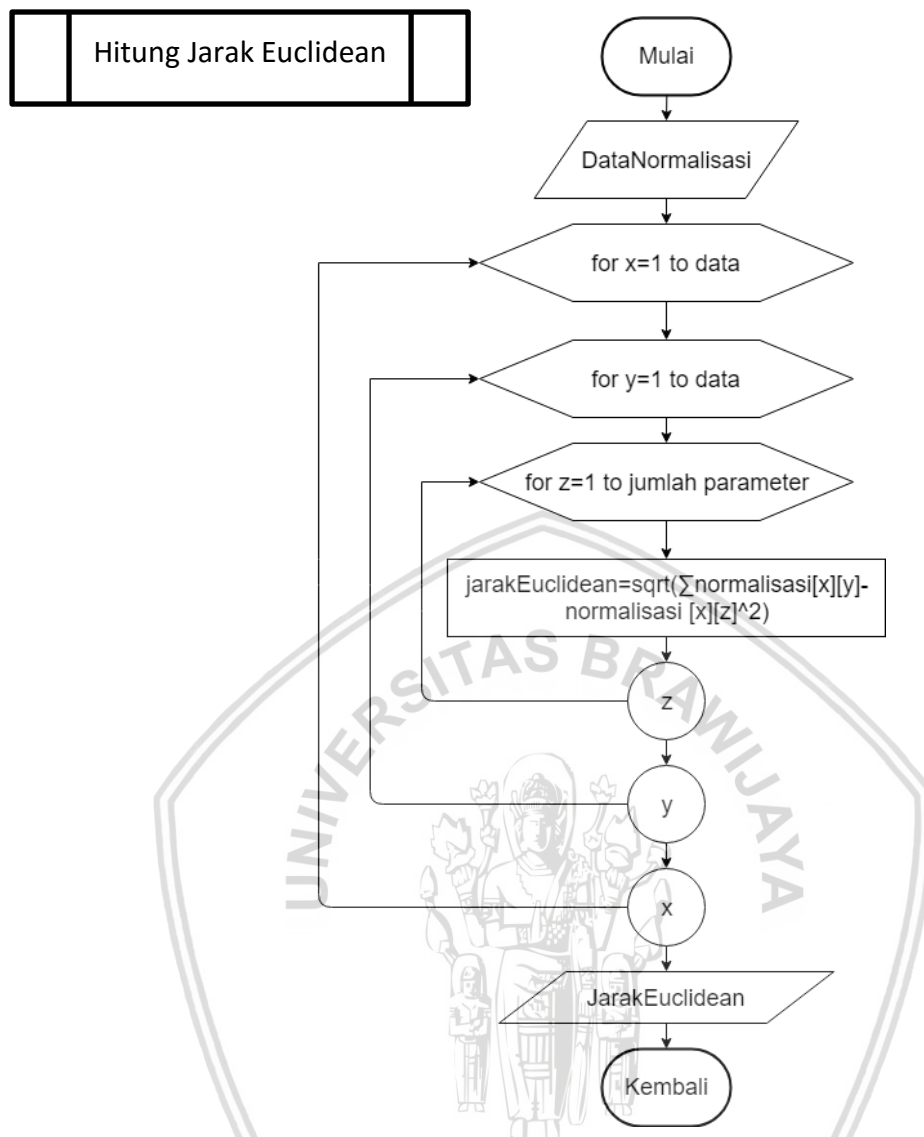 Hitung Jarak Euclidean
Mulai
DataNormalisasi
for x=1 to data
for y=1 to data
for z=1 to jumlah parameter
jarakEuclidean=sqrt(∑normalisasi[x][y]-
normalisasi [x][z]^2)
z
y
x
JarakEuclidean
Kembali
UNIVERSITAS BRAWIJAYA